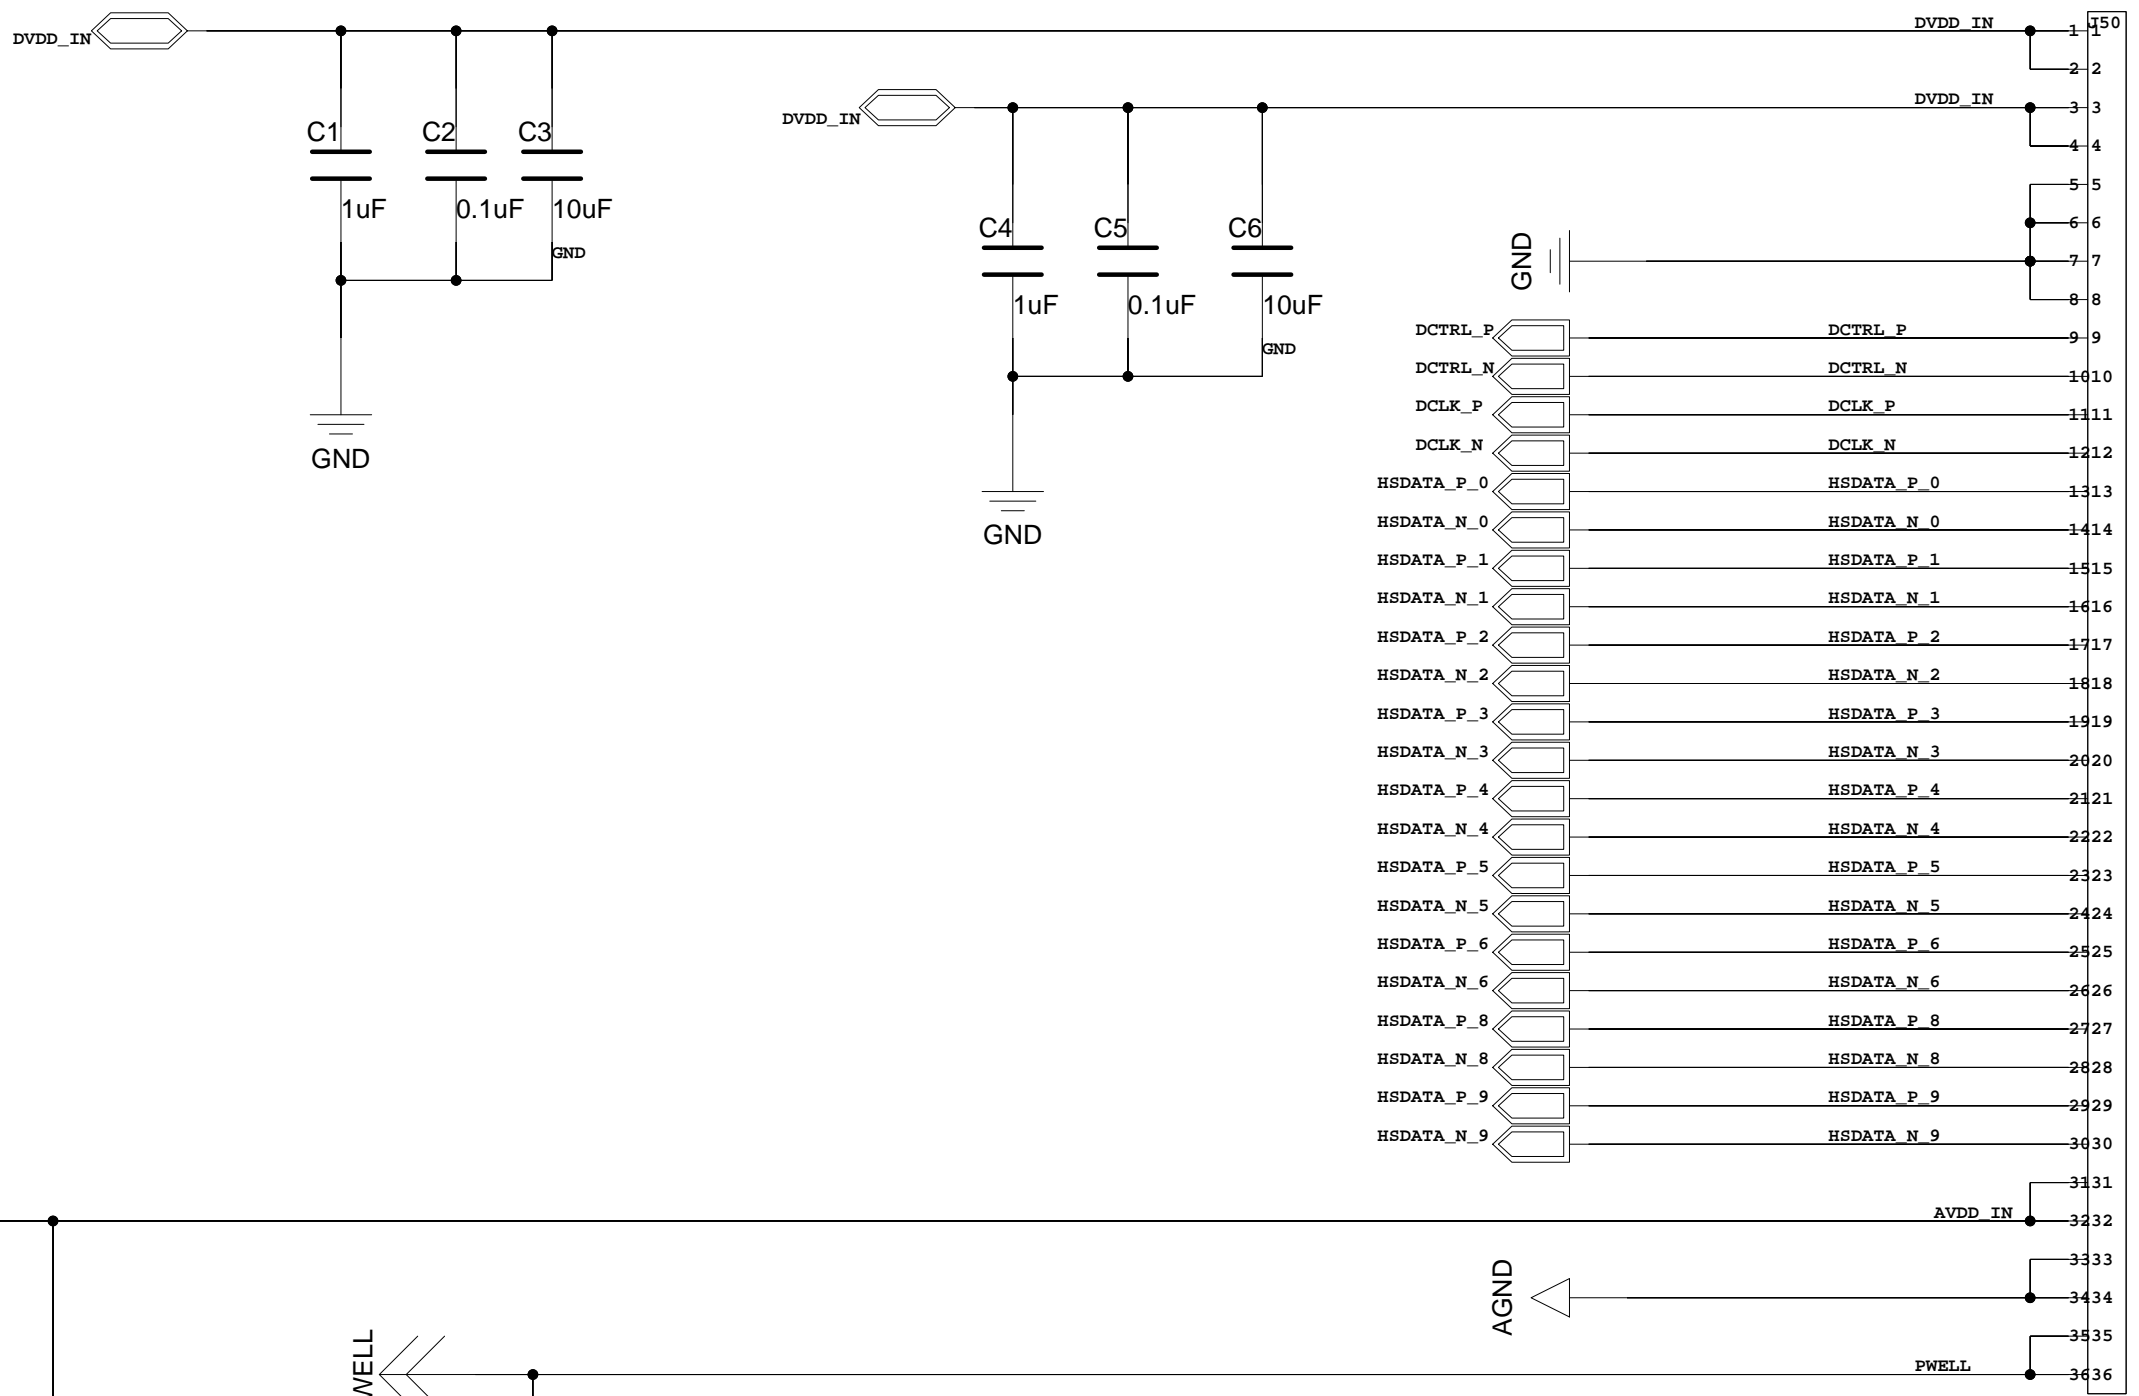 DVDD_IN
DVDD_IN
J50
1 1
2 2
DVDD_IN
DVDD_IN
3 3
4 4
C1
C2
C3
1uF
0.1uF
10uF
GND
GND
C4
C5
C6
1uF
0.1uF
10uF
GND
GND
5 5
6 6
GND
7 7
8 8
DCTRL_P DCTRL_P 9 9
DCTRL_N DCTRL_N 10 10
DCLK_P DCLK_P 11 11
DCLK_N DCLK_N 12 12
HSDATA_P_0 HSDATA_P_0 13 13
HSDATA_N_0 HSDATA_N_0 14 14
HSDATA_P_1 HSDATA_P_1 15 15
HSDATA_N_1 HSDATA_N_1 16 16
HSDATA_P_2 HSDATA_P_2 17 17
HSDATA_N_2 HSDATA_N_2 18 18
HSDATA_P_3 HSDATA_P_3 19 19
HSDATA_N_3 HSDATA_N_3 20 20
HSDATA_P_4 HSDATA_P_4 21 21
HSDATA_N_4 HSDATA_N_4 22 22
HSDATA_P_5 HSDATA_P_5 23 23
HSDATA_N_5 HSDATA_N_5 24 24
HSDATA_P_6 HSDATA_P_6 25 25
HSDATA_N_6 HSDATA_N_6 26 26
HSDATA_P_8 HSDATA_P_8 27 27
HSDATA_N_8 HSDATA_N_8 28 28
HSDATA_P_9 HSDATA_P_9 29 29
HSDATA_N_9 HSDATA_N_9 30 30
31 31
AVDD_IN 32 32
33 33
AGND
34 34
35 35
PWELL 36 36